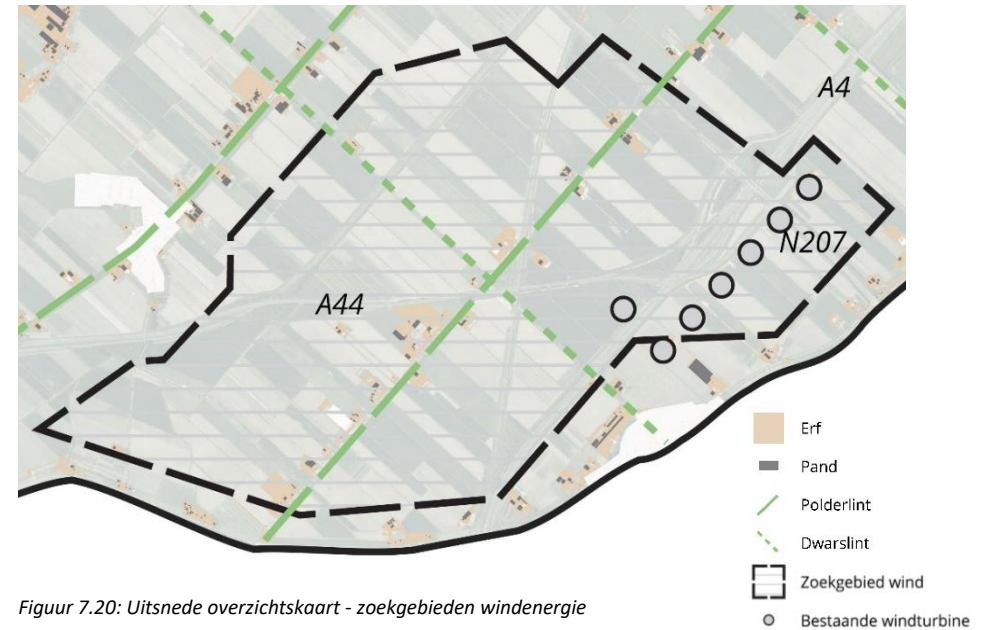 A4
N207
A44
Erf
Pand
Polderlint
Dwarslint
Zoekgebied wind
Bestaande windturbine
Figuur 7.20: Uitsnede overzichtskaart - zoekgebieden windenergie